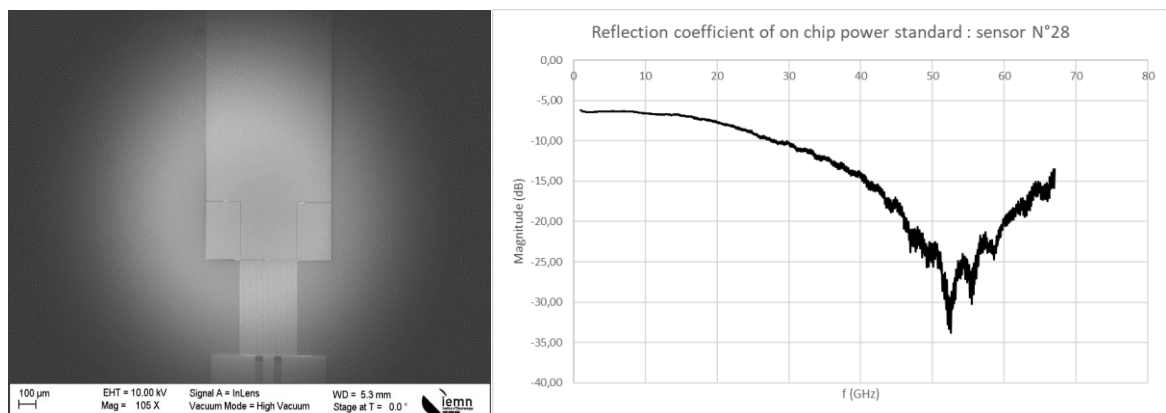 100 µm
EHT = 10.00 kV
Mag = 105 X
Signal A = InLens
Vacuum Mode = High Vacuum
WD = 5.3 mm
Stage at T = 0.0 °
iemn
Reflection coefficient of on chip power standard : sensor N°28
0,00
-5,00
-10,00
-15,00
-20,00
-25,00
-30,00
-35,00
-40,00
0 10 20 30 40 50 60 70 80
Magnitude (dB)
f (GHz)